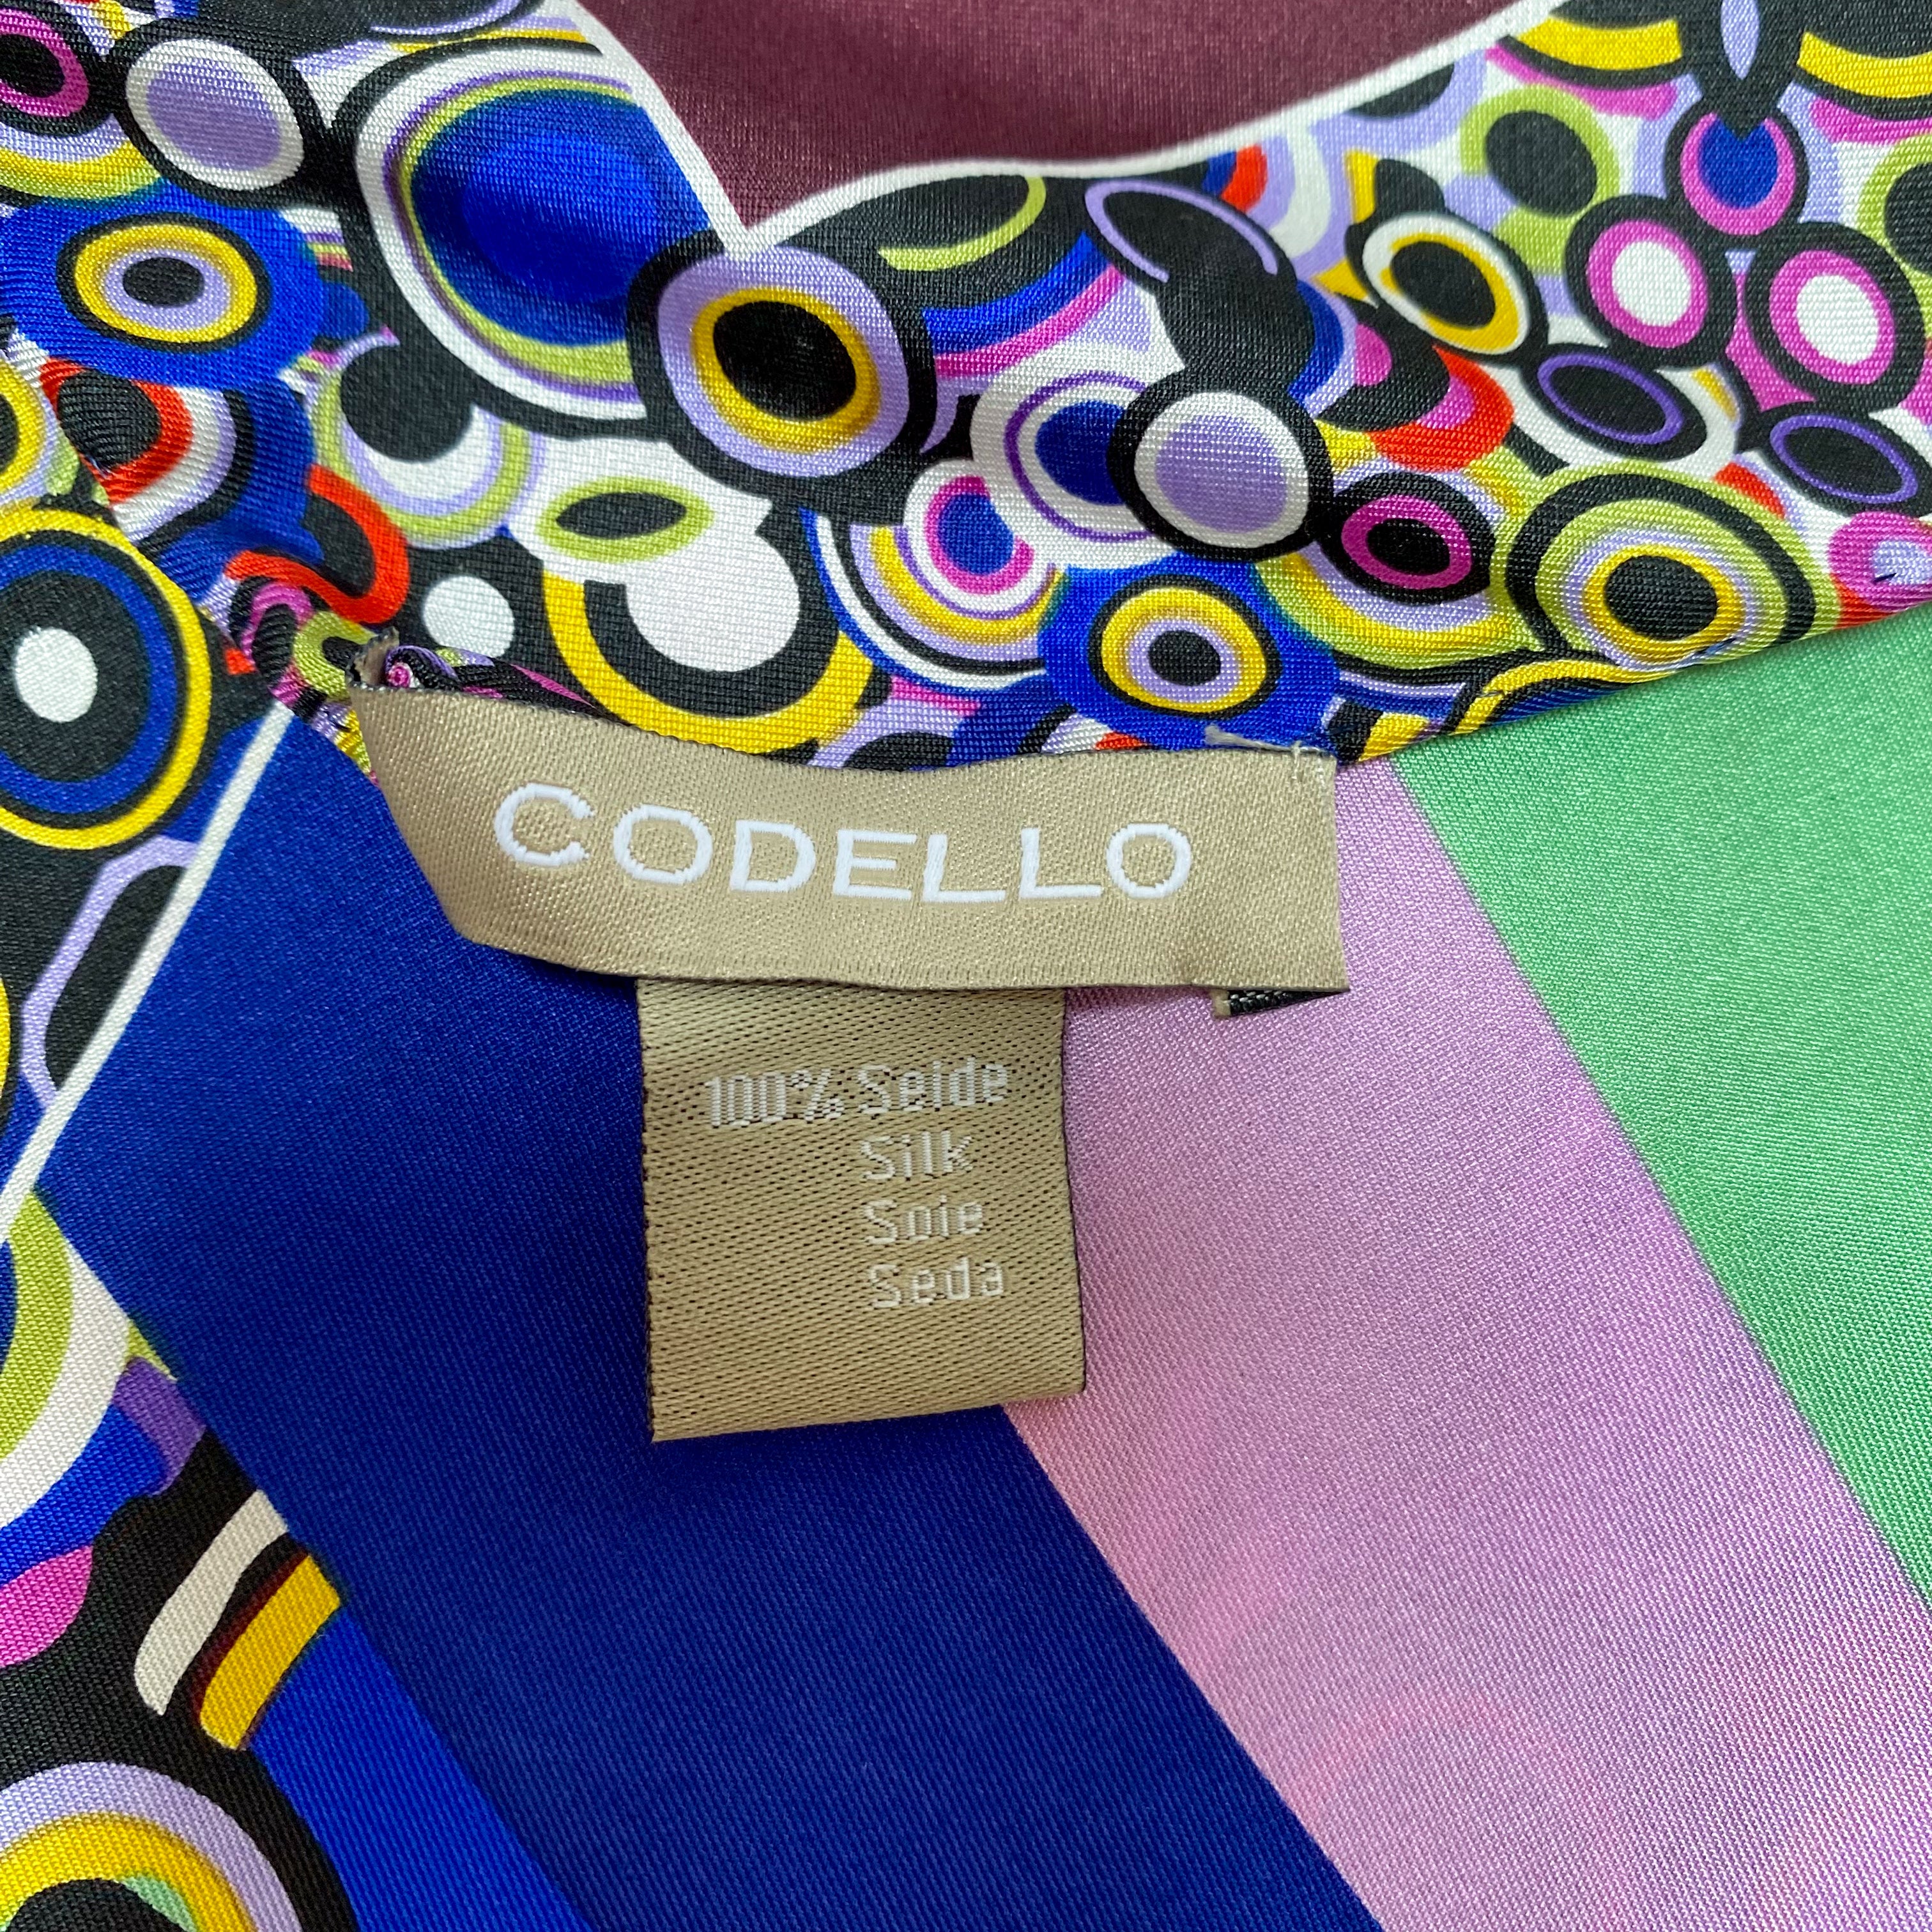 CODELLO
100% Seide
Silk
Soie
Seda